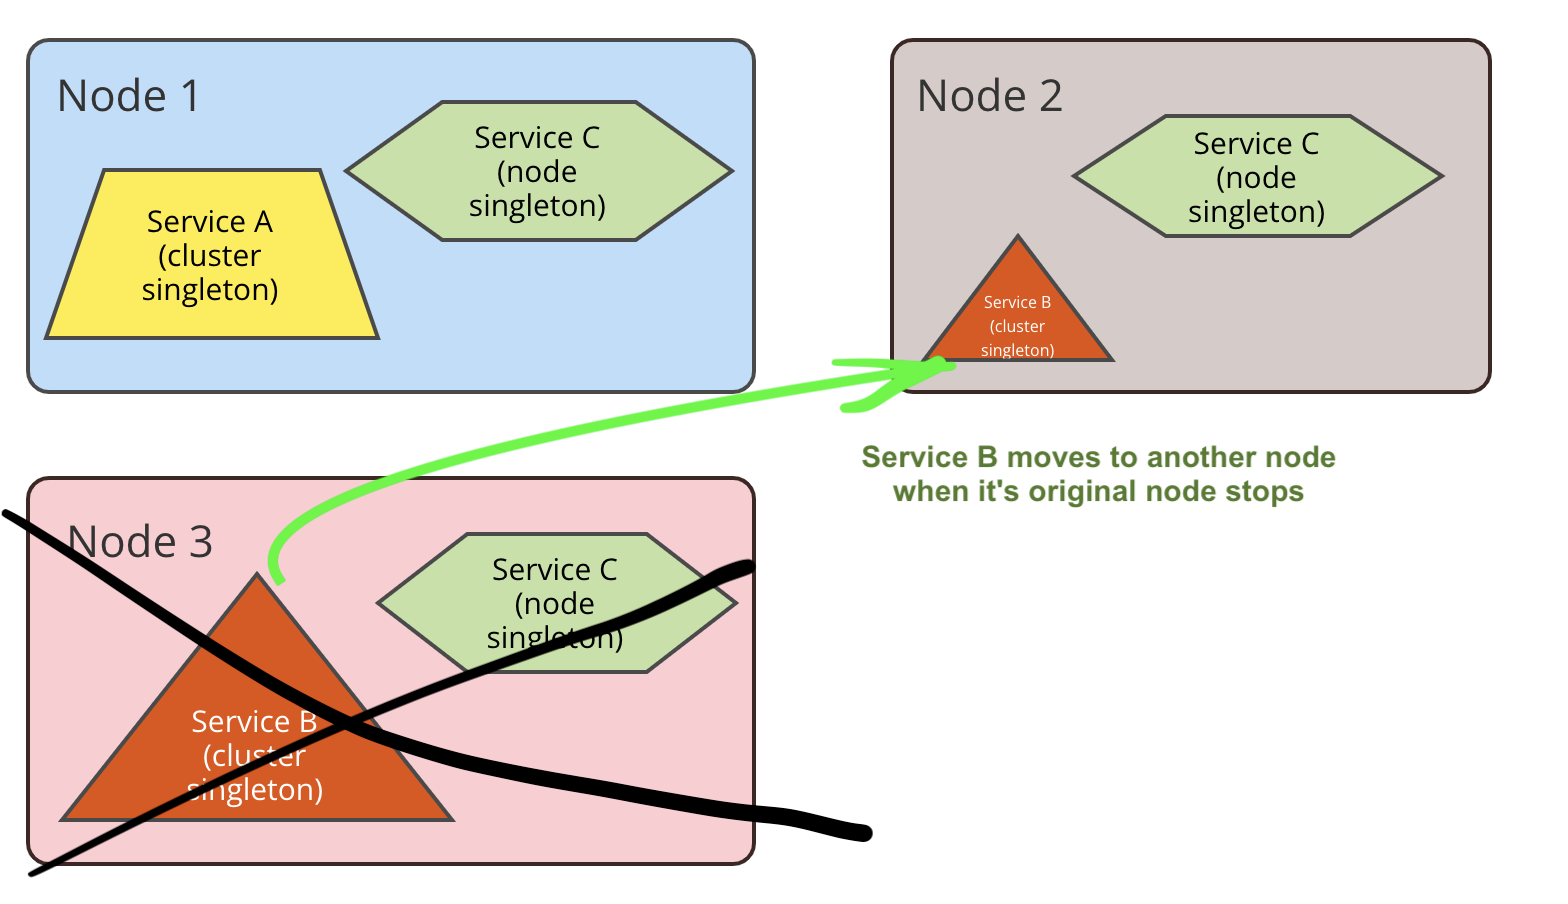 Node 1
Service C
(node
singleton)
Service A
(cluster
singleton)
Node 2
Service C
(node
singleton)
Service B
(cluster
singleton)
Service B moves to another node
when it's original node stops
Node 3
Service C
(node
singleton)
Service B
(cluster
singleton)